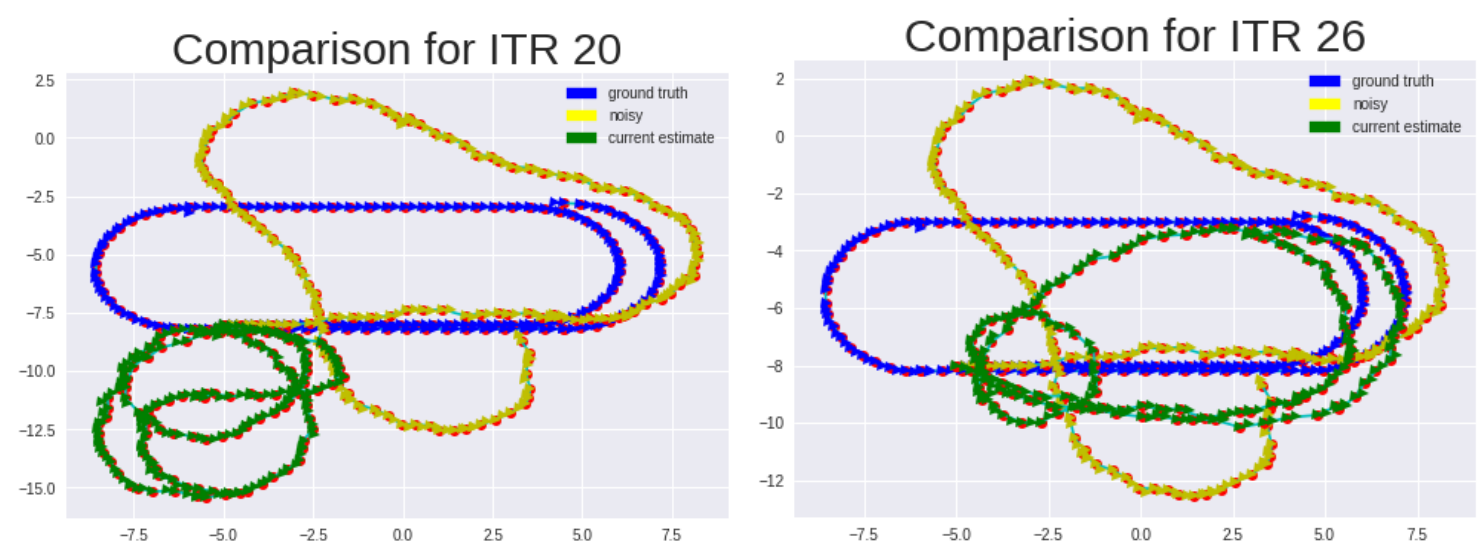 Comparison for ITR 20
2.5
0.0
−2.5
−5.0
−7.5
−10.0
−12.5
−15.0
−7.5 −5.0 −2.5 0.0 2.5 5.0 7.5
ground truth
noisy
current estimate
Comparison for ITR 26
2
0
−2
−4
−6
−8
−10
−12
−7.5 −5.0 −2.5 0.0 2.5 5.0 7.5
ground truth
noisy
current estimate